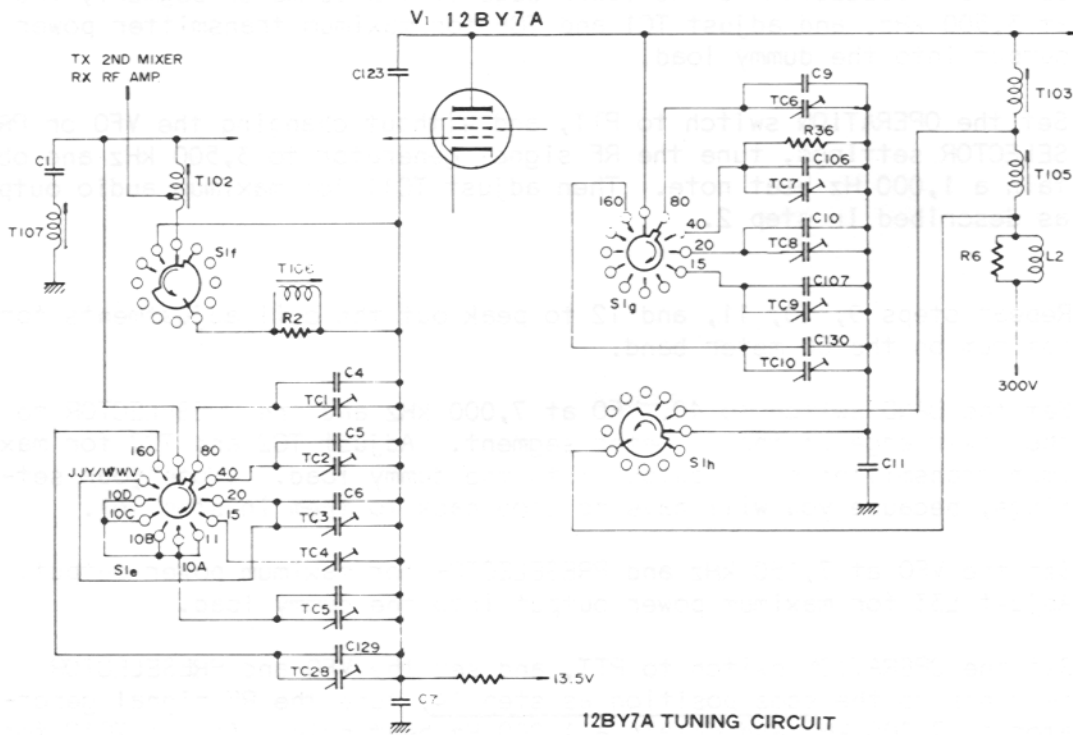 V1 12BY7A
TX 2ND MIXER
RX RF AMP.
C123
C1
T102
T107
S1f
T106
R2
C4
TC1
C5
TC2
C6
TC3
TC4
TC5
C129
TC28
C7
13.5V
160
80
JJY/WWV
40
10D
20
10C
15
10B
11
10A
S1e
C9
TC6
R36
C106
TC7
C10
TC8
C107
TC9
C130
TC10
160
80
40
20
15
S1g
S1h
C11
T103
T105
R6
L2
300V
12BY7A TUNING CIRCUIT